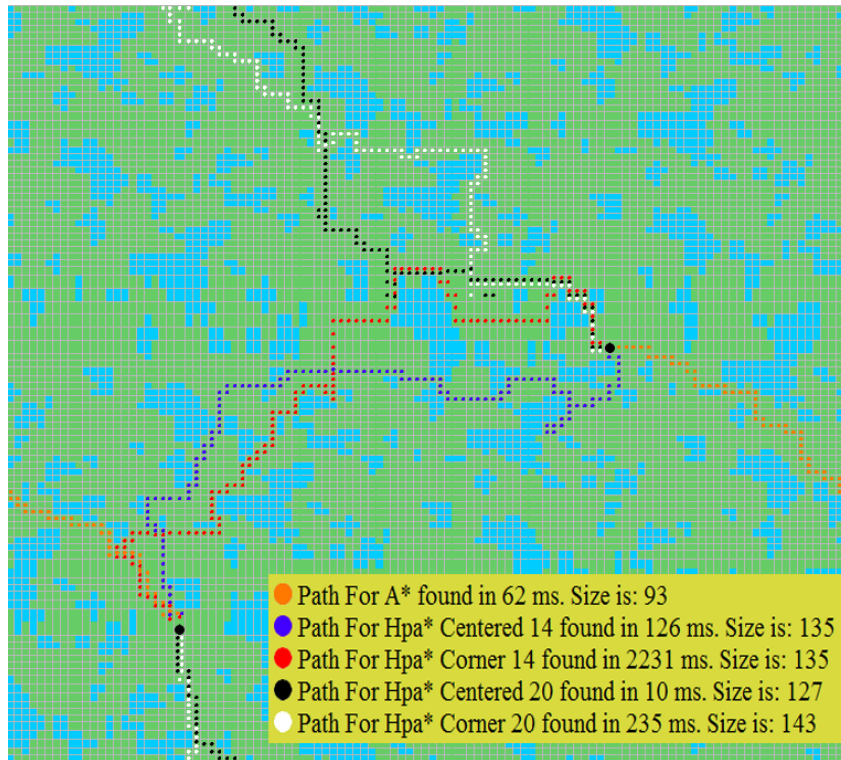 Path For A* found in 62 ms. Size is: 93
Path For Hpa* Centered 14 found in 126 ms. Size is: 135
Path For Hpa* Corner 14 found in 2231 ms. Size is: 135
Path For Hpa* Centered 20 found in 10 ms. Size is: 127
Path For Hpa* Corner 20 found in 235 ms. Size is: 143